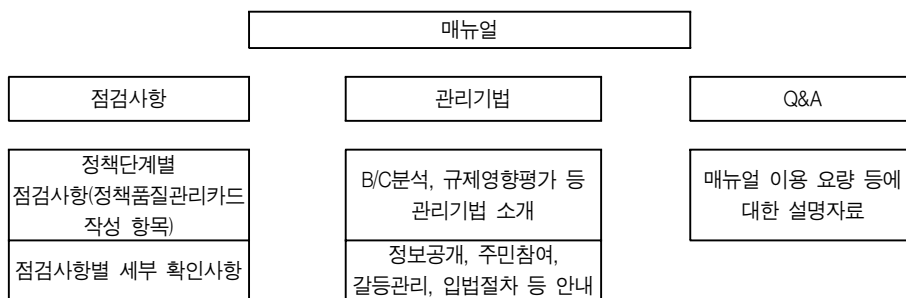 매뉴얼
점검사항
관리기법
Q&A
정책단계별
점검사항(정책품질관리카드
작성 항목)
점검사항별 세부 확인사항
B/C분석, 규제영향평가 등
관리기법 소개
정보공개, 주민참여,
갈등관리, 입법절차 등 안내
매뉴얼 이용 요량 등에
대한 설명자료